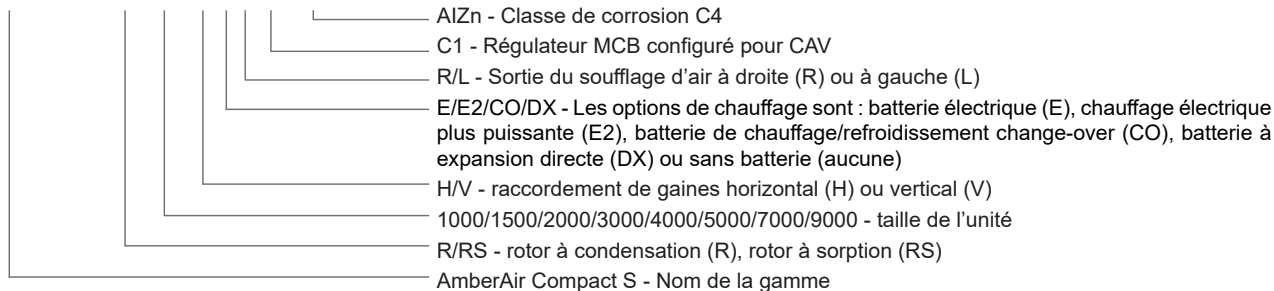 AlZn - Classe de corrosion C4
C1 - Régulateur MCB configuré pour CAV
R/L - Sortie du soufflage d’air à droite (R) ou à gauche (L)
E/E2/CO/DX - Les options de chauffage sont : batterie électrique (E), chauffage électrique
plus puissante (E2), batterie de chauffage/refroidissement change-over (CO), batterie à
expansion directe (DX) ou sans batterie (aucune)
H/V - raccordement de gaines horizontal (H) ou vertical (V)
1000/1500/2000/3000/4000/5000/7000/9000 - taille de l’unité
R/RS - rotor à condensation (R), rotor à sorption (RS)
AmberAir Compact S - Nom de la gamme